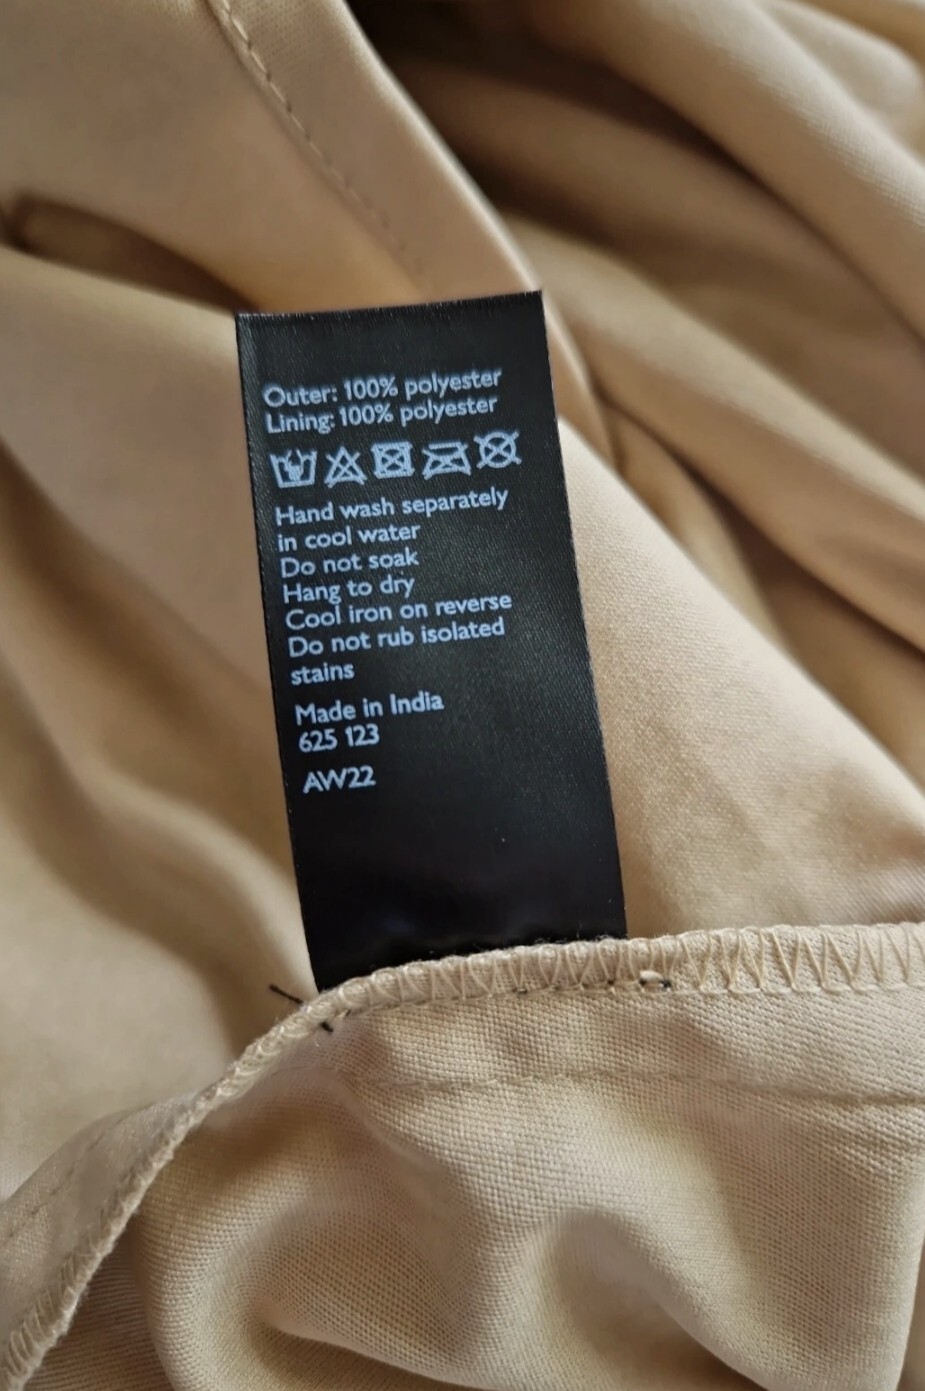 Outer: 100% polyester
Lining: 100% polyester
Hand wash separately
in cool water
Do not soak
Hang to dry
Cool iron on reverse
Do not rub isolated
stains
Made in India
625 123
AW22